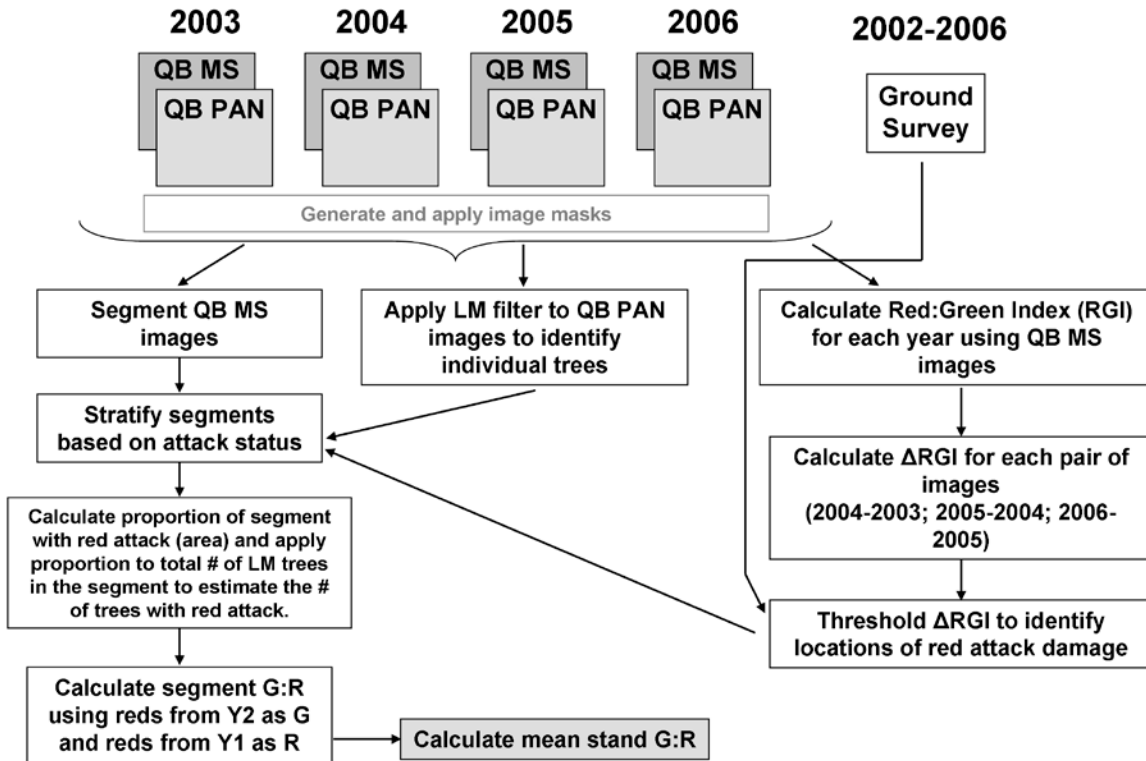 2003
2004
2005
2006
2002-2006
QB MS
QB PAN
QB MS
QB PAN
QB MS
QB PAN
QB MS
QB PAN
Ground
Survey
Generate and apply image masks
Segment QB MS
images
Apply LM filter to QB PAN
images to identify
individual trees
Calculate Red:Green Index (RGI)
for each year using QB MS
images
Stratify segments
based on attack status
Calculate ΔRGI for each pair of
images
(2004-2003; 2005-2004; 2006-
2005)
Calculate proportion of segment
with red attack (area) and apply
proportion to total # of LM trees
in the segment to estimate the #
of trees with red attack.
Threshold ΔRGI to identify
locations of red attack damage
Calculate segment G:R
using reds from Y2 as G
and reds from Y1 as R
Calculate mean stand G:R